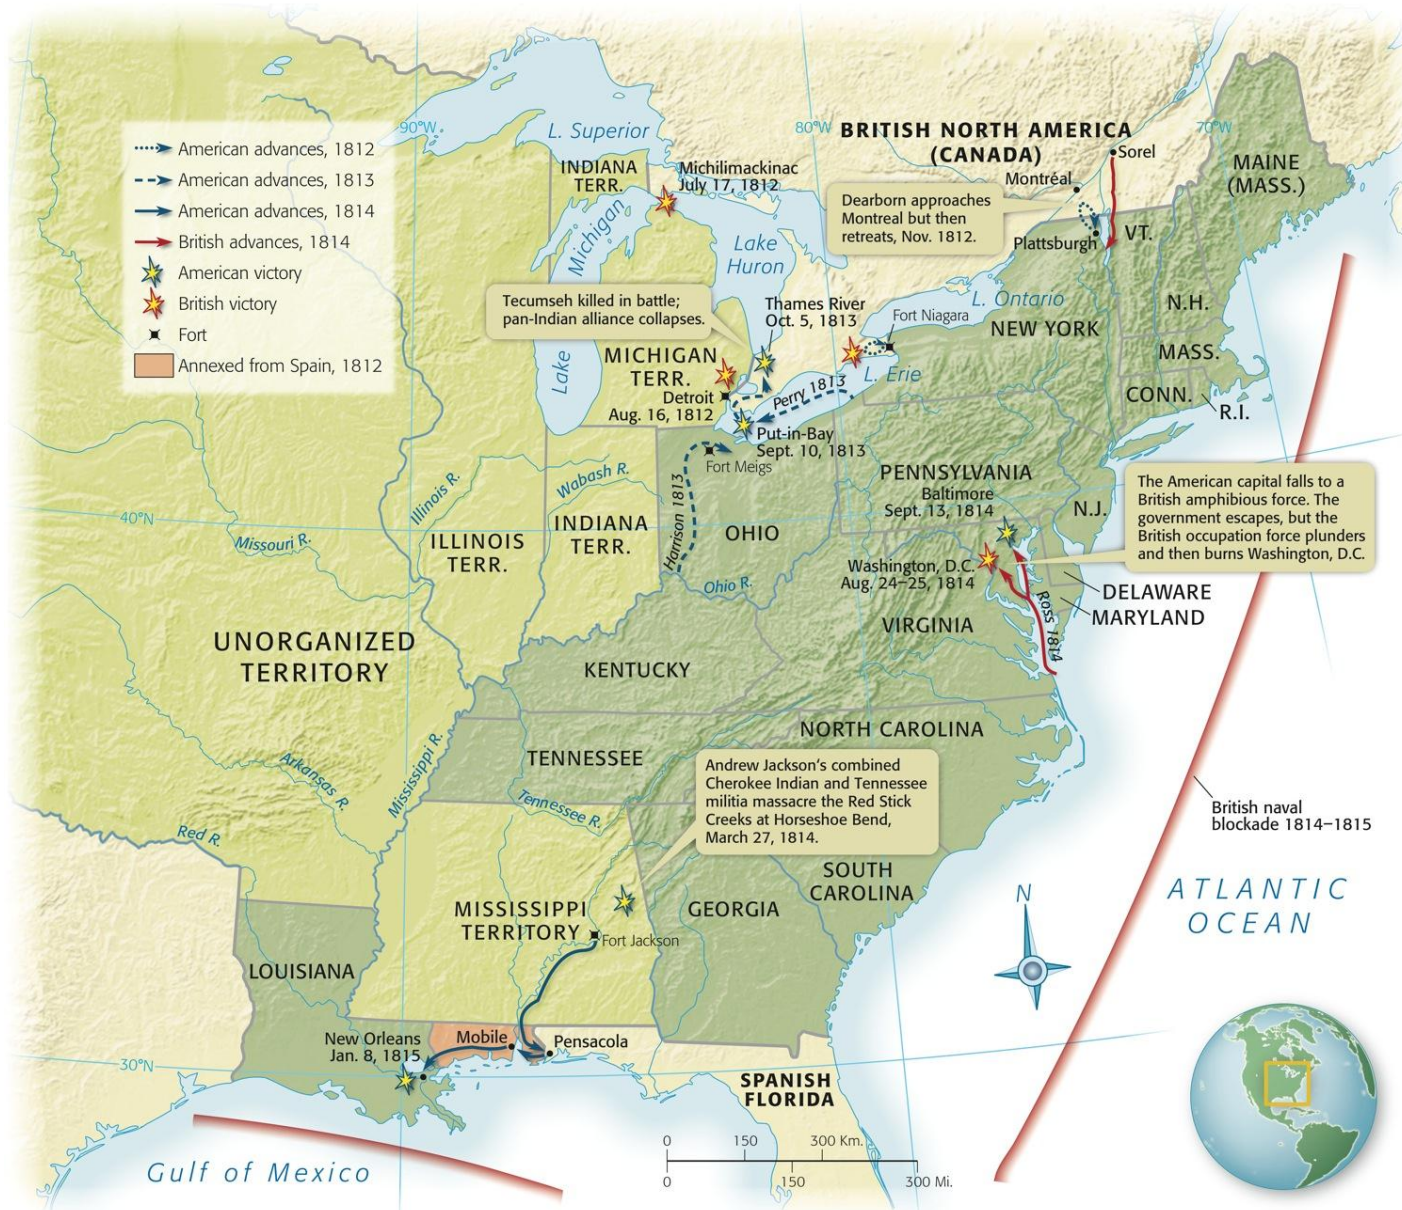 American advances, 1812
American advances, 1813
American advances, 1814
British advances, 1814
American victory
British victory
Fort
Annexed from Spain, 1812
90°W
80°W
70°W
L. Superior
BRITISH NORTH AMERICA
(CANADA)
Sorel
INDIANA
TERR.
Michilimackinac
July 17, 1812
Montréal
MAINE
(MASS.)
Dearborn approaches
Montreal but then
retreats, Nov. 1812.
Plattsburgh
VT.
Lake
Huron
Lake Michigan
Tecumseh killed in battle;
pan-Indian alliance collapses.
Thames River
Oct. 5, 1813
L. Ontario
Fort Niagara
NEW YORK
N.H.
MASS.
MICHIGAN
TERR.
Detroit
Aug. 16, 1812
L. Erie
Perry 1813
CONN.
R.I.
Put-in-Bay
Sept. 10, 1813
Fort Meigs
Harrison 1813
PENNSYLVANIA
Baltimore
Sept. 13, 1814
N.J.
The American capital falls to a
British amphibious force. The
government escapes, but the
British occupation force plunders
and then burns Washington, D.C.
Illinois R.
Wabash R.
40°N
Missouri R.
ILLINOIS
TERR.
INDIANA
TERR.
OHIO
Ohio R.
Washington, D.C.
Aug. 24–25, 1814
DELAWARE
MARYLAND
Ross 1814
VIRGINIA
UNORGANIZED
TERRITORY
KENTUCKY
NORTH CAROLINA
TENNESSEE
Arkansas R.
Mississippi R.
Tennessee R.
Red R.
Andrew Jackson's combined
Cherokee Indian and Tennessee
militia massacre the Red Stick
Creeks at Horseshoe Bend,
March 27, 1814.
British naval
blockade 1814–1815
SOUTH
CAROLINA
ATLANTIC
OCEAN
N
MISSISSIPPI
TERRITORY
GEORGIA
Fort Jackson
LOUISIANA
New Orleans
Jan. 8, 1815
Mobile
Pensacola
30°N
SPANISH
FLORIDA
Gulf of Mexico
0
150
300 Km.
0
150
300 Mi.